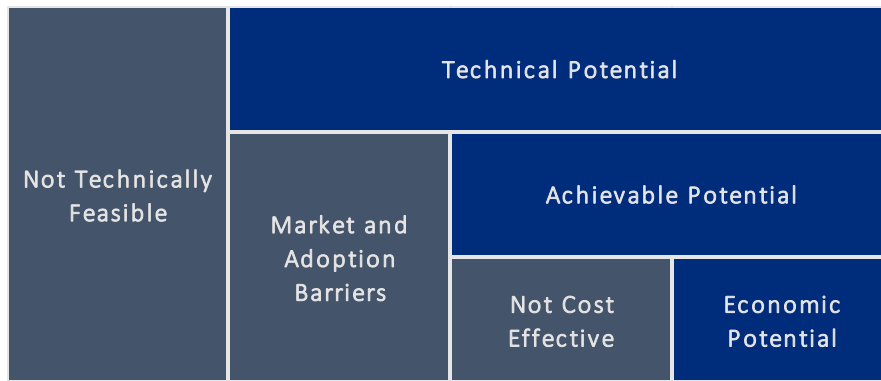 Technical Potential
Not Technically
Feasible
Achievable Potential
Market and
Adoption
Barriers
Not Cost
Effective
Economic
Potential